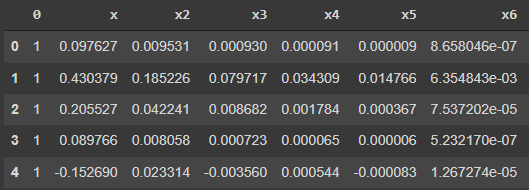 0 x x2 x3 x4 x5 x6
0 1 0.097627 0.009531 0.000930 0.000091 0.000009 8.658046e-07
1 1 0.430379 0.185226 0.079717 0.034309 0.014766 6.354843e-03
2 1 0.205527 0.042241 0.008682 0.001784 0.000367 7.537202e-05
3 1 0.089766 0.008058 0.000723 0.000065 0.000006 5.232170e-07
4 1 -0.152690 0.023314 -0.003560 0.000544 -0.000083 1.267274e-05